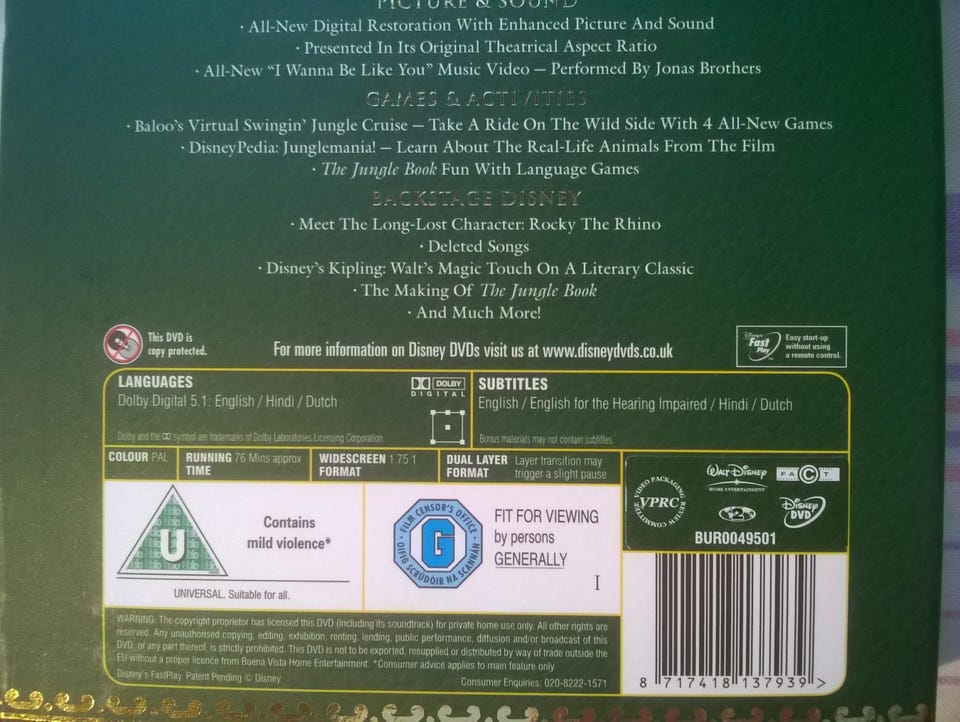 PICTURE & SOUND
· All-New Digital Restoration With Enhanced Picture And Sound
· Presented In Its Original Theatrical Aspect Ratio
· All-New “I Wanna Be Like You” Music Video – Performed By Jonas Brothers
GAMES & ACTIVITIES
· Baloo's Virtual Swingin' Jungle Cruise – Take A Ride On The Wild Side With 4 All-New Games
· DisneyPedia: Junglemania! – Learn About The Real-Life Animals From The Film
· The Jungle Book Fun With Language Games
BACKSTAGE DISNEY
· Meet The Long-Lost Character: Rocky The Rhino
· Deleted Songs
· Disney's Kipling: Walt's Magic Touch On A Literary Classic
· The Making Of The Jungle Book
· And Much More!
This DVD is
copy protected.
For more information on Disney DVDs visit us at www.disneydvds.co.uk
Disney's Fast Play
Easy start-up
without using
a remote control.
LANGUAGES
Dolby Digital 5.1: English / Hindi / Dutch
DOLBY
DIGITAL
Dolby and the symbol are trademarks of Dolby Laboratories Licensing Corporation.
SUBTITLES
English / English for the Hearing Impaired / Hindi / Dutch
Bonus materials may not contain subtitles.
COLOUR PAL
RUNNING 76 Mins approx
TIME
WIDESCREEN 1.75:1
FORMAT
DUAL LAYER Layer transition may
FORMAT trigger a slight pause
U
Contains
mild violence*
UNIVERSAL. Suitable for all.
FILM CENSOR'S OFFICE
OIFIG SCRÚDÓIR NA SCANNÁN
G
FIT FOR VIEWING
by persons
GENERALLY
I
VIDEO PACKAGING REVIEW COMMITTEE
VPRC
WALT DISNEY
HOME ENTERTAINMENT
FACT
2
Disney
DVD
BUR0049501
WARNING: The copyright proprietor has licensed this DVD (including its soundtrack) for private home use only. All other rights are
reserved. Any unauthorised copying, editing, exhibition, renting, lending, public performance, diffusion and/or broadcast of this
DVD, or any part thereof, is strictly prohibited. This DVD is not to be exported, resupplied or distributed by way of trade outside the
EU without a proper licence from Buena Vista Home Entertainment. *Consumer advice applies to main feature only
Disney's FastPlay. Patent Pending © Disney.
Consumer Enquiries: 020-8222-1571
8 717418 137939 >